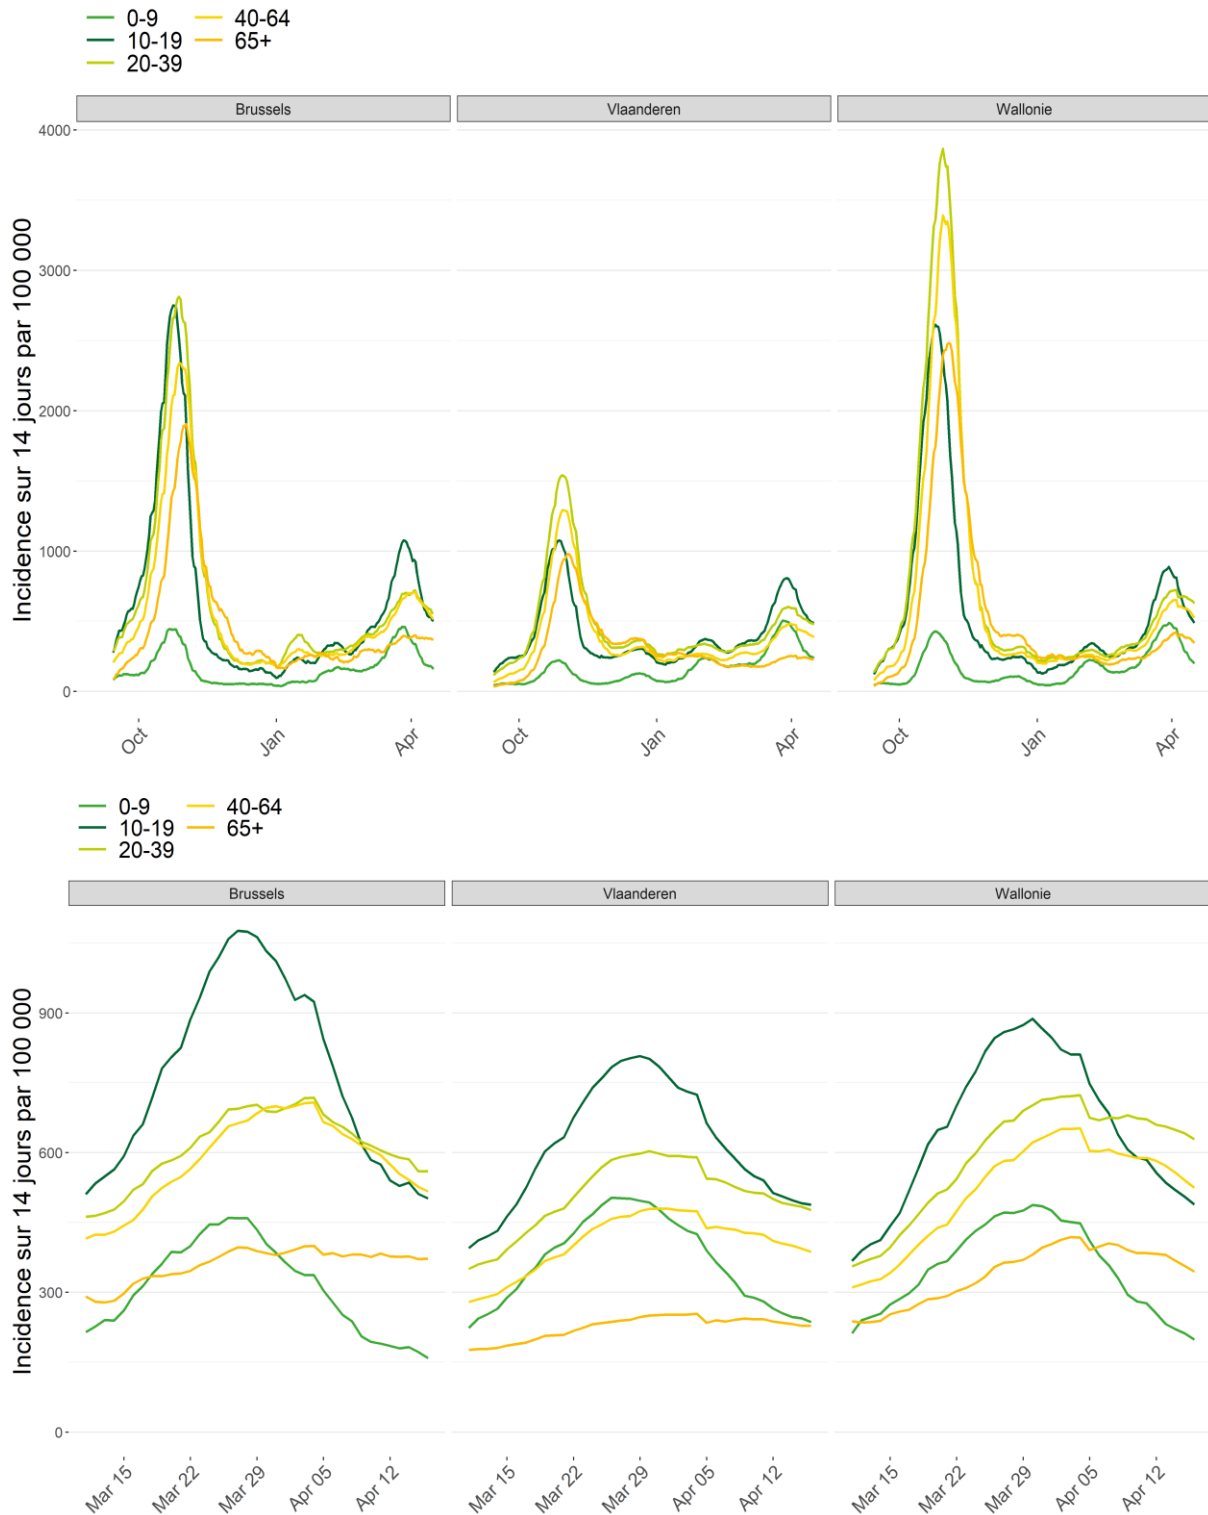 0-9 40-64
10-19 65+
20-39
Brussels Vlaanderen Wallonie
Incidence sur 14 jours par 100 000
4000
3000
2000
1000
0
Oct Jan Apr Oct Jan Apr Oct Jan Apr
0-9 40-64
10-19 65+
20-39
Brussels Vlaanderen Wallonie
Incidence sur 14 jours par 100 000
900
600
300
0
Mar 15 Mar 22 Mar 29 Apr 05 Apr 12 Mar 15 Mar 22 Mar 29 Apr 05 Apr 12 Mar 15 Mar 22 Mar 29 Apr 05 Apr 12